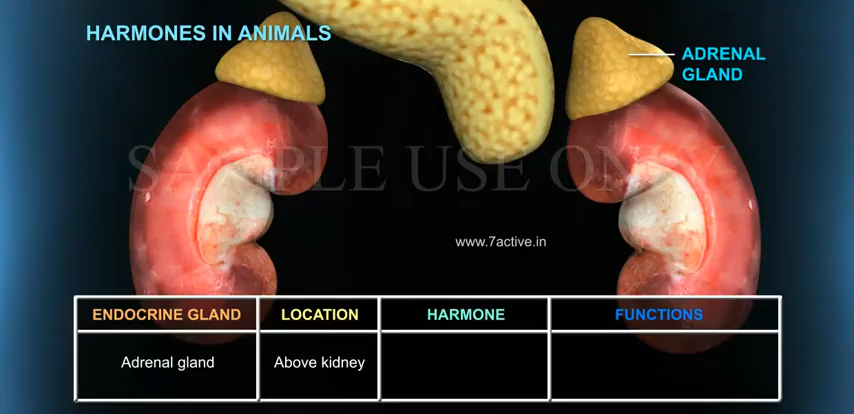 HARMONES IN ANIMALS
ADRENAL
GLAND
SAMPLE USE ONLY
www.7active.in
ENDOCRINE GLAND LOCATION HARMONE FUNCTIONS
Adrenal gland Above kidney